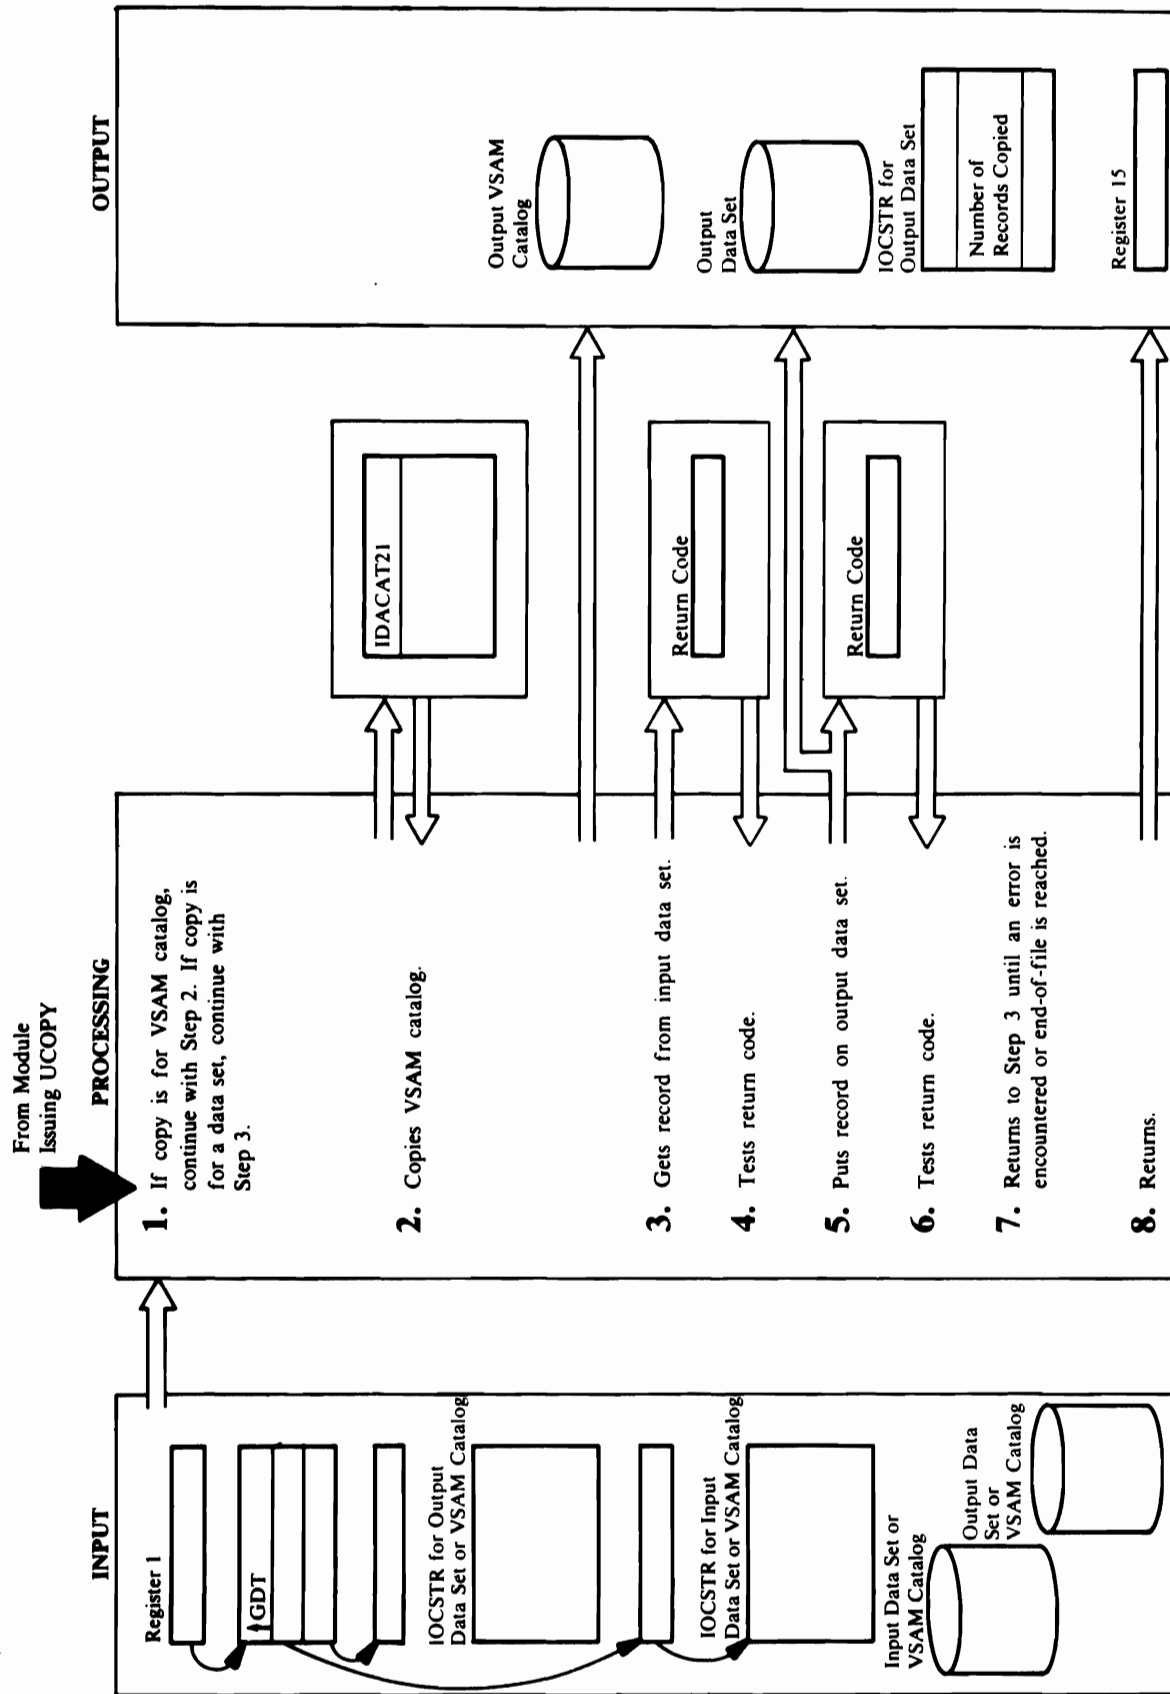 From Module
Issuing UCOPY
INPUT
Register 1
GDT
IOCSTR for Output
Data Set or VSAM Catalog
IOCSTR for Input
Data Set or VSAM Catalog
Input Data Set or
VSAM Catalog
Output Data
Set or
VSAM Catalog
PROCESSING
1. If copy is for VSAM catalog,
continue with Step 2. If copy is
for a data set, continue with
Step 3.
2. Copies VSAM catalog.
3. Gets record from input data set.
4. Tests return code.
5. Puts record on output data set.
6. Tests return code.
7. Returns to Step 3 until an error is
encountered or end-of-file is reached.
8. Returns.
IDACAT21
Return Code
Return Code
OUTPUT
Output VSAM
Catalog
Output
Data Set
IOCSTR for
Output Data Set
Number of
Records Copied
Register 15